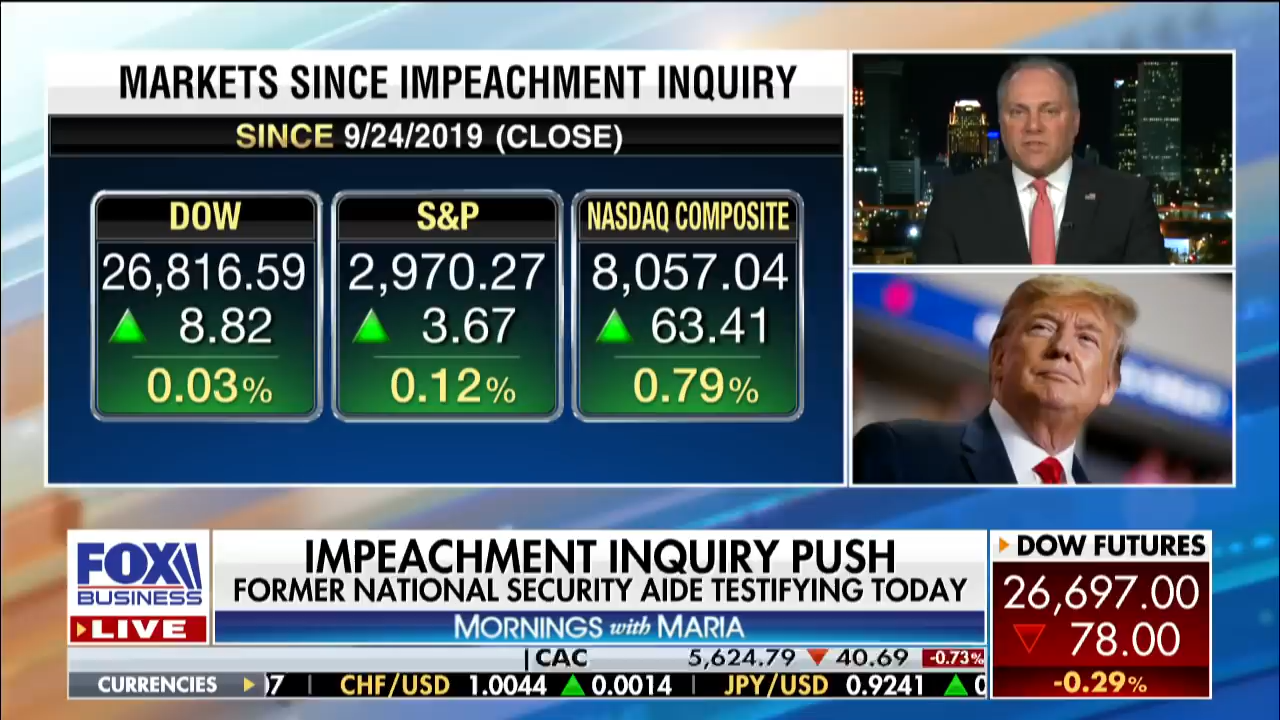 MARKETS SINCE IMPEACHMENT INQUIRY
SINCE 9/24/2019 (CLOSE)
DOW
26,816.59
▲ 8.82
0.03%
S&P
2,970.27
▲ 3.67
0.12%
NASDAQ COMPOSITE
8,057.04
▲ 63.41
0.79%
FOX BUSINESS
LIVE
IMPEACHMENT INQUIRY PUSH
FORMER NATIONAL SECURITY AIDE TESTIFYING TODAY
MORNINGS with MARIA
DOW FUTURES
26,697.00
▼ 78.00
-0.29%
CAC 5,624.79 ▼ 40.69 -0.73%
CURRENCIES )7 | CHF/USD 1.0044 ▲ 0.0014 | JPY/USD 0.9241 ▲ 0